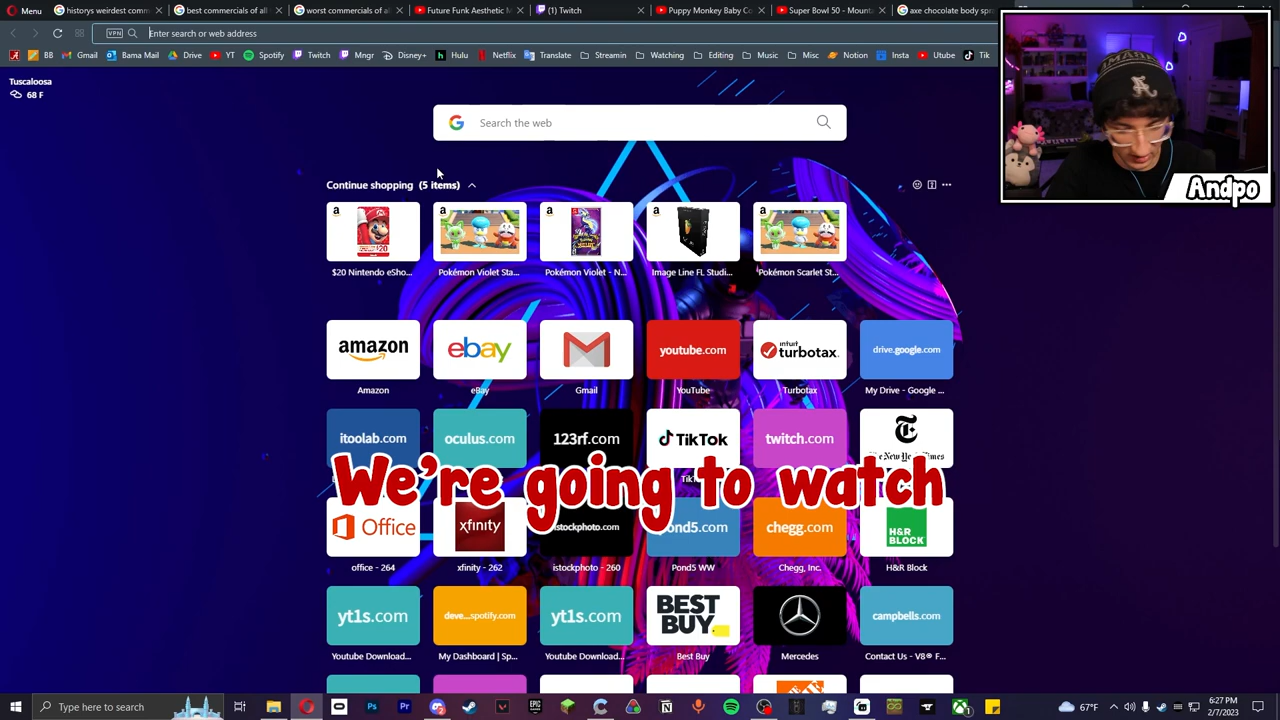 Menu
historys weirdest comm
best commercials of all
worst commercials of al
Future Funk Aesthetic M
(1) Twitch
Puppy Monkey Baby Co
Super Bowl 50 - Mounta
axe chocolate body spr
VPN Enter search or web address
BB Gmail Bama Mail Drive YT Spotify Twitch Mngr Disney+ Hulu Netflix Translate Streamin Watching Editing Music Misc Notion Insta Utube Tik
Tuscaloosa
68 F
Andpo
Search the web
Continue shopping (5 items)
$20 Nintendo eSho...
Pokémon Violet Sta...
Pokémon Violet - N...
Image Line FL Studi...
Pokémon Scarlet St...
amazon
ebay
youtube.com
intuit
turbotax.
drive.google.com
Amazon
eBay
Gmail
YouTube
Turbotax
My Drive - Google ...
itoolab.com
oculus.com
123rf.com
TikTok
twitch.com
We're going to watch
Office
xfinity
istockphoto.com
pond5.com
chegg.com
H&R
BLOCK
office - 264
xfinity - 262
istockphoto - 260
Pond5 WW
Chegg, Inc.
H&R Block
yt1s.com
deve...spotify.com
yt1s.com
BEST
BUY
campbells.com
Youtube Download...
My Dashboard | Sp...
Youtube Download...
Best Buy
Mercedes
Contact Us - V8® F...
Type here to search
67°F
6:27 PM
2/7/2023